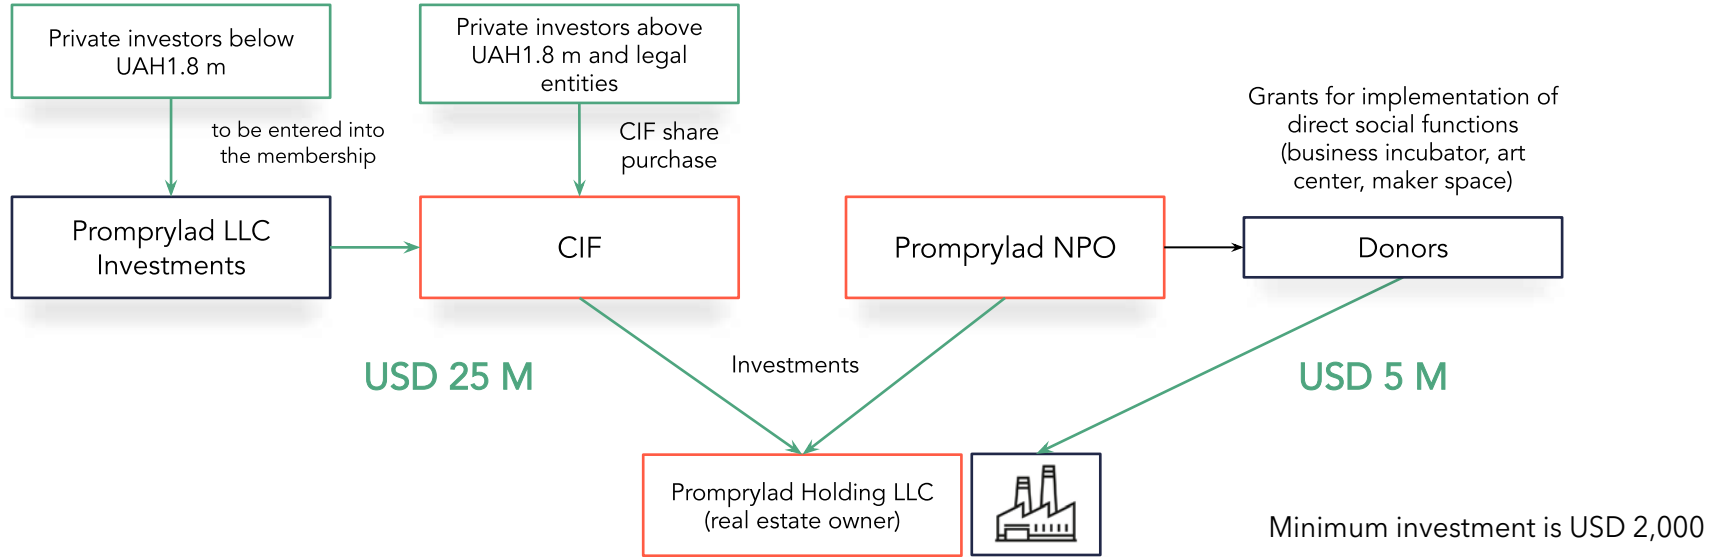 Private investors below
UAH1.8 m
Private investors above
UAH1.8 m and legal
entities
to be entered into
the membership
CIF share
purchase
Grants for implementation of
direct social functions
(business incubator, art
center, maker space)
Promprylad LLC
Investments
CIF
Promprylad NPO
Donors
USD 25 M
Investments
USD 5 M
Promprylad Holding LLC
(real estate owner)
Minimum investment is USD 2,000